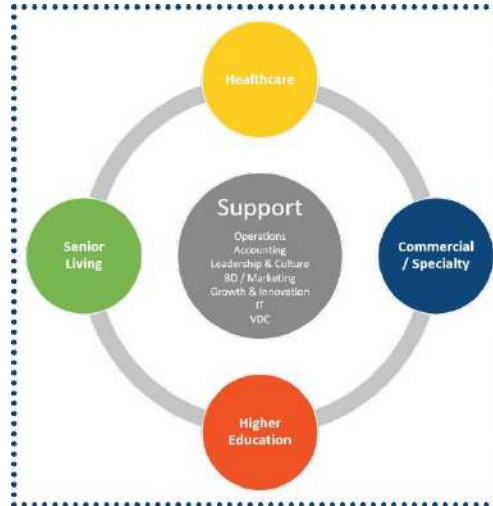 Healthcare
Support
Operations
Accounting
Leadership & Culture
BD / Marketing
Growth & Innovation
IT
VDC
Senior
Living
Commercial
/ Specialty
Higher
Education